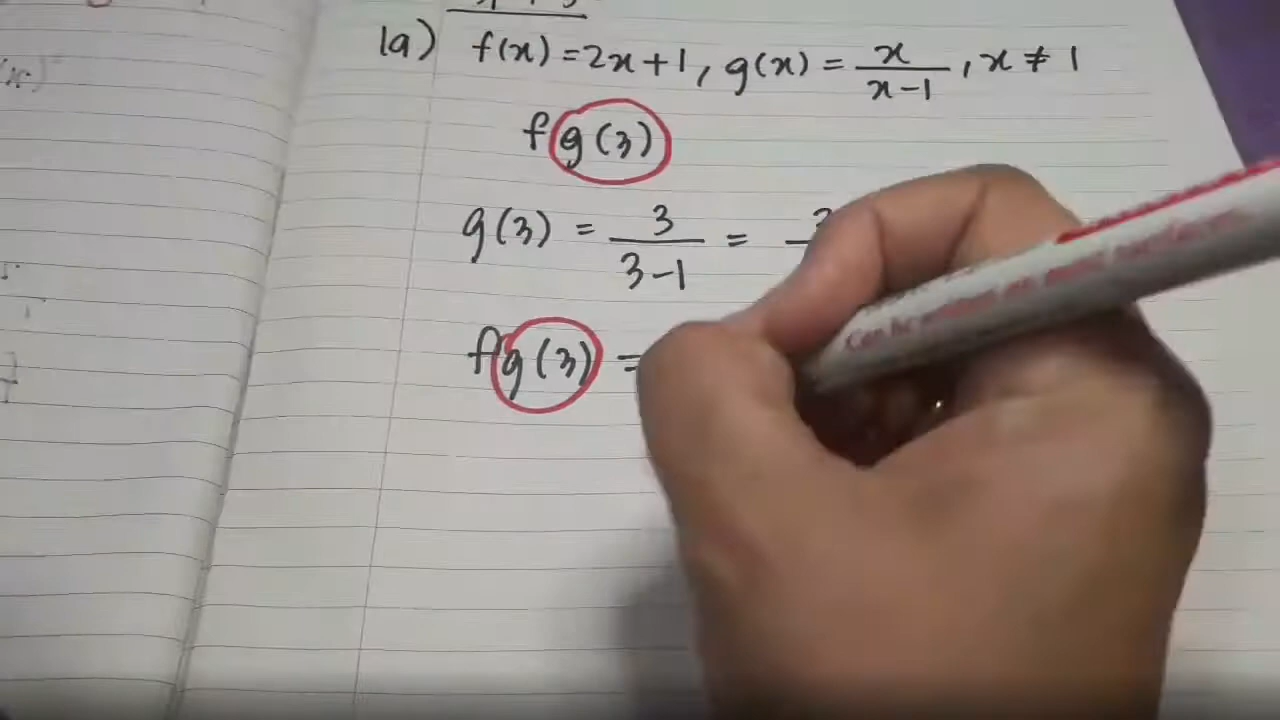 1a) f(x) = 2x + 1, g(x) = x/(x-1), x ≠ 1
fg(3)
g(3) = 3/(3-1) =
fg(3) =